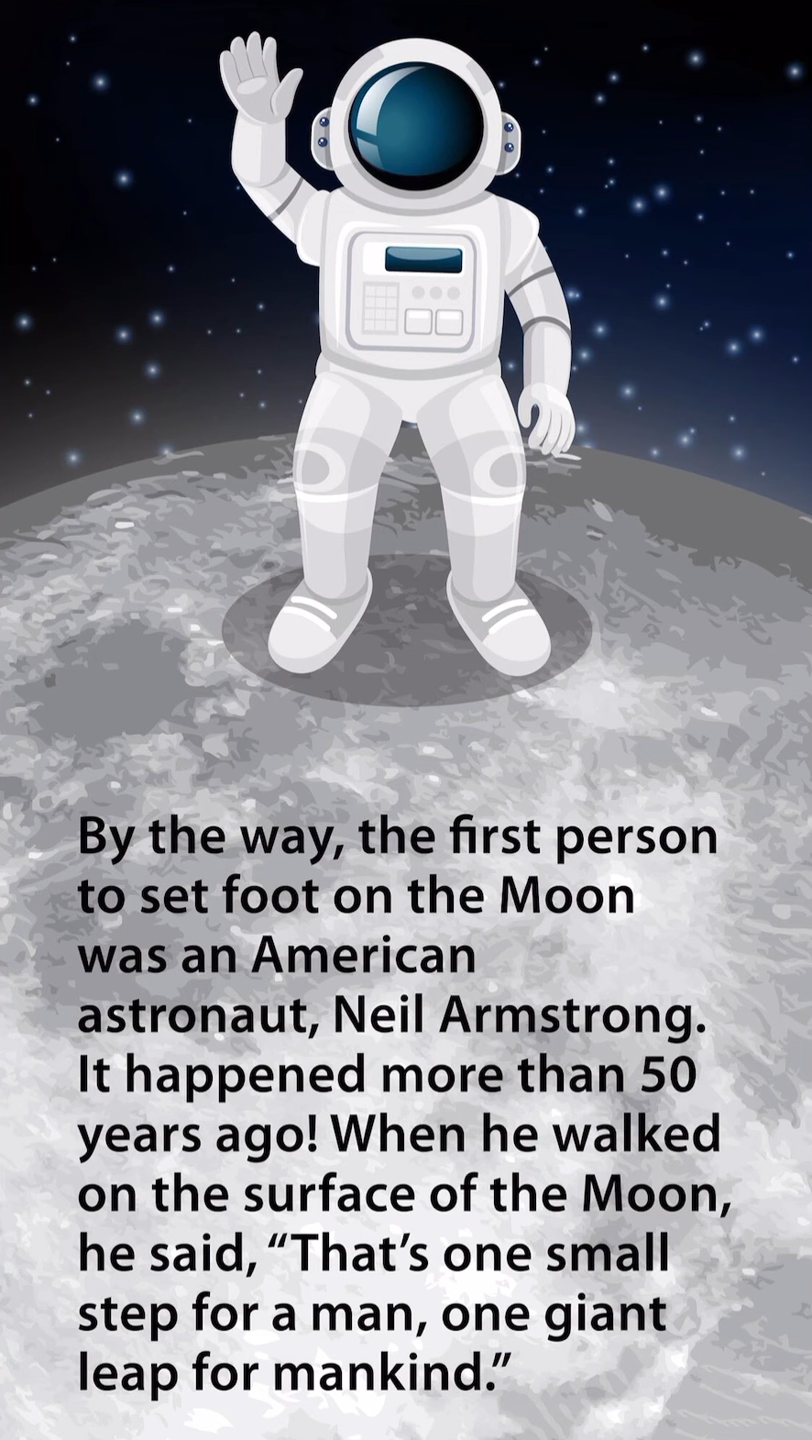 By the way, the first person
to set foot on the Moon
was an American
astronaut, Neil Armstrong.
It happened more than 50
years ago! When he walked
on the surface of the Moon,
he said, “That’s one small
step for a man, one giant
leap for mankind.”